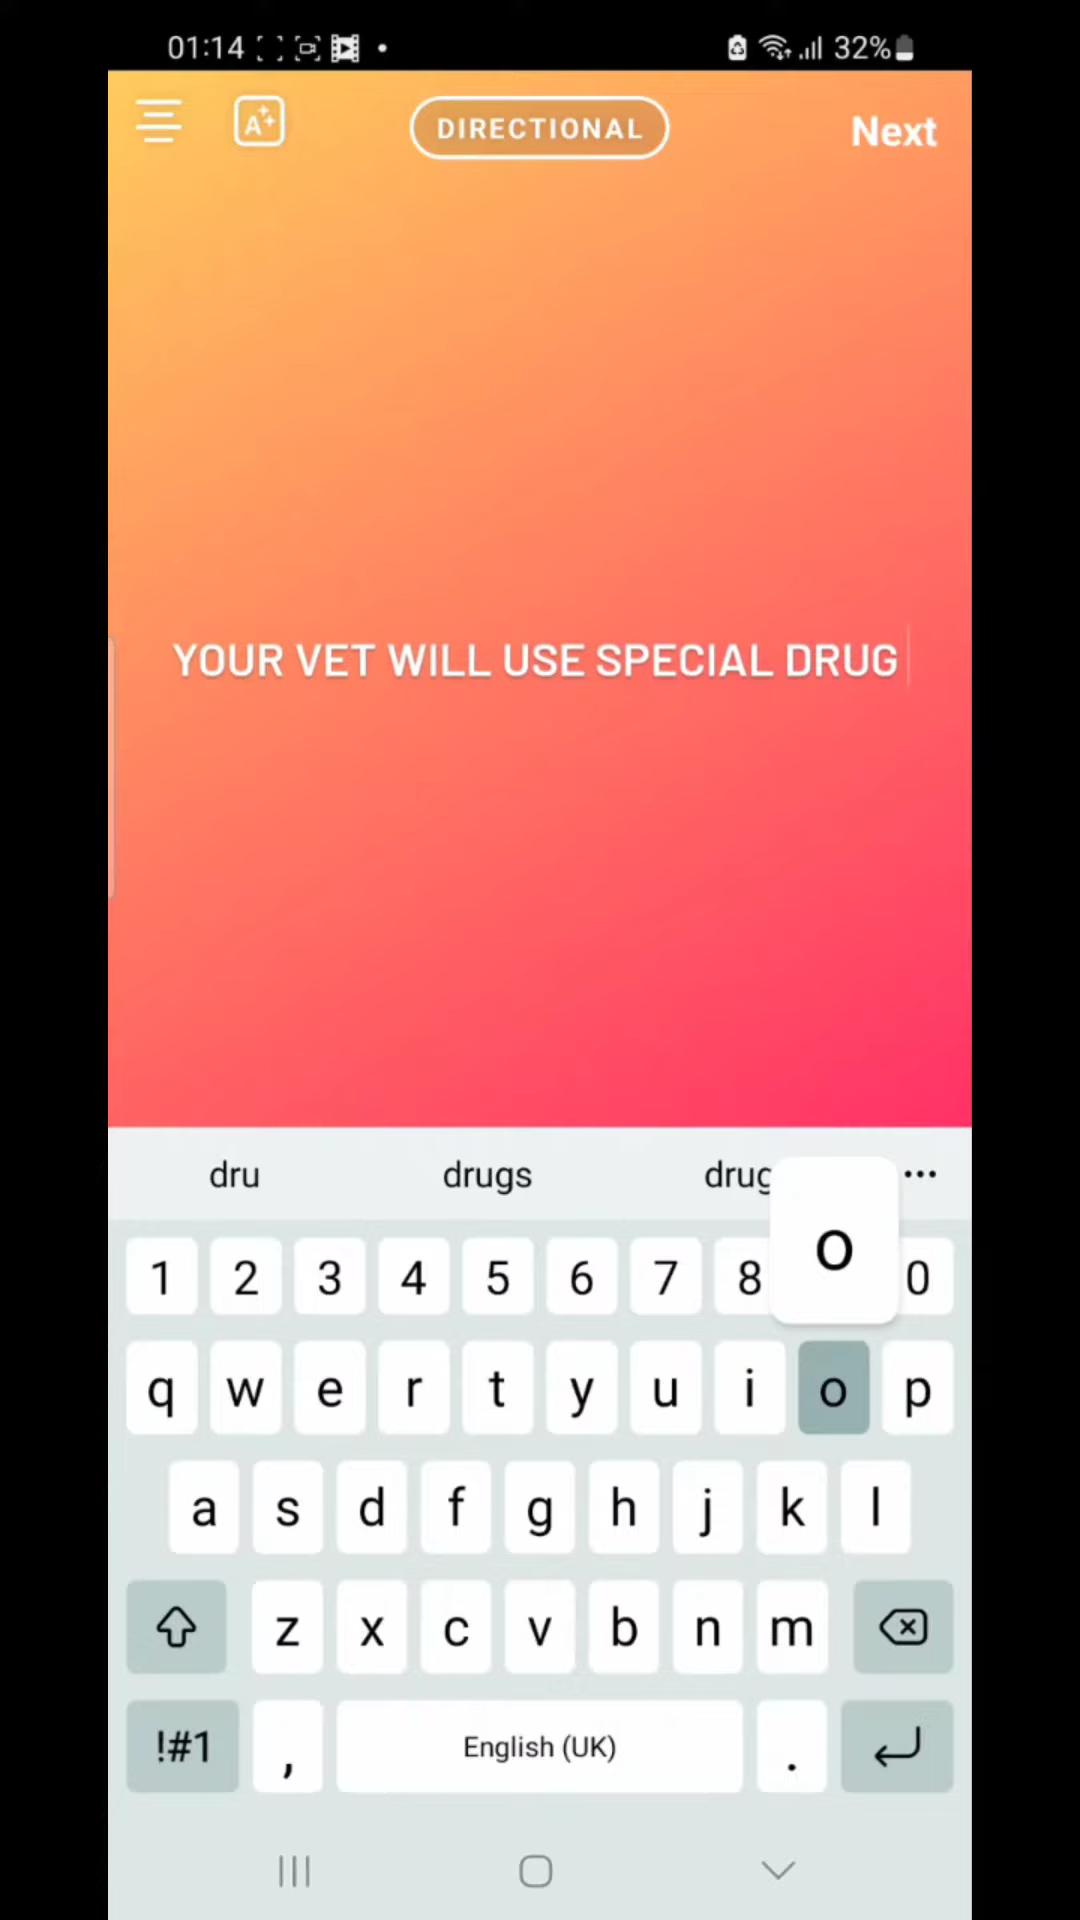 01:14 32%
DIRECTIONAL Next
YOUR VET WILL USE SPECIAL DRUG
dru drugs drug
o
1 2 3 4 5 6 7 8 0
q w e r t y u i o p
a s d f g h j k l
z x c v b n m
!#1 , English (UK) .